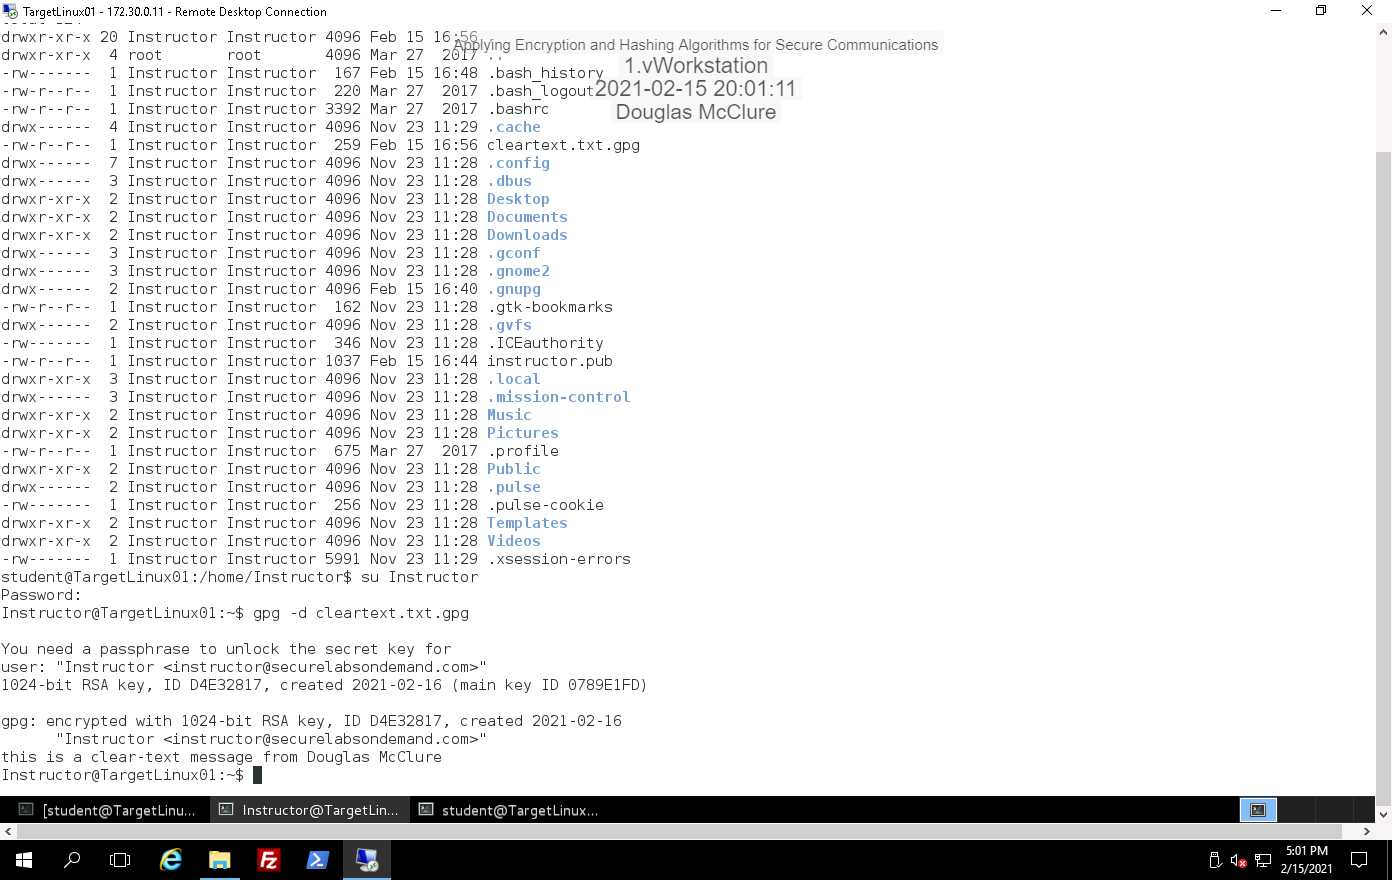 TargetLinux01 - 172.30.0.11 - Remote Desktop Connection
drwxr-xr-x 20 Instructor Instructor 4096 Feb 15 16:56
Applying Encryption and Hashing Algorithms for Secure Communications
drwxr-xr-x  4 root       root       4096 Mar 27  2017 ..
1.vWorkstation
-rw-------  1 Instructor Instructor  167 Feb 15 16:48 .bash_history
-rw-r--r--  1 Instructor Instructor  220 Mar 27  2017 .bash_logout
2021-02-15 20:01:11
-rw-r--r--  1 Instructor Instructor 3392 Mar 27  2017 .bashrc
Douglas McClure
drwx------  4 Instructor Instructor 4096 Nov 23 11:29 .cache
-rw-r--r--  1 Instructor Instructor  259 Feb 15 16:56 cleartext.txt.gpg
drwx------  7 Instructor Instructor 4096 Nov 23 11:28 .config
drwx------  3 Instructor Instructor 4096 Nov 23 11:28 .dbus
drwxr-xr-x  2 Instructor Instructor 4096 Nov 23 11:28 Desktop
drwxr-xr-x  2 Instructor Instructor 4096 Nov 23 11:28 Documents
drwxr-xr-x  2 Instructor Instructor 4096 Nov 23 11:28 Downloads
drwx------  3 Instructor Instructor 4096 Nov 23 11:28 .gconf
drwx------  3 Instructor Instructor 4096 Nov 23 11:28 .gnome2
drwx------  2 Instructor Instructor 4096 Feb 15 16:40 .gnupg
-rw-r--r--  1 Instructor Instructor  162 Nov 23 11:28 .gtk-bookmarks
drwx------  2 Instructor Instructor 4096 Nov 23 11:28 .gvfs
-rw-------  1 Instructor Instructor  346 Nov 23 11:28 .ICEauthority
-rw-r--r--  1 Instructor Instructor 1037 Feb 15 16:44 instructor.pub
drwxr-xr-x  3 Instructor Instructor 4096 Nov 23 11:28 .local
drwx------  3 Instructor Instructor 4096 Nov 23 11:28 .mission-control
drwxr-xr-x  2 Instructor Instructor 4096 Nov 23 11:28 Music
drwxr-xr-x  2 Instructor Instructor 4096 Nov 23 11:28 Pictures
-rw-r--r--  1 Instructor Instructor  675 Mar 27  2017 .profile
drwxr-xr-x  2 Instructor Instructor 4096 Nov 23 11:28 Public
drwx------  2 Instructor Instructor 4096 Nov 23 11:28 .pulse
-rw-------  1 Instructor Instructor  256 Nov 23 11:28 .pulse-cookie
drwxr-xr-x  2 Instructor Instructor 4096 Nov 23 11:28 Templates
drwxr-xr-x  2 Instructor Instructor 4096 Nov 23 11:28 Videos
-rw-------  1 Instructor Instructor 5991 Nov 23 11:29 .xsession-errors
student@TargetLinux01:/home/Instructor$ su Instructor
Password:
Instructor@TargetLinux01:~$ gpg -d cleartext.txt.gpg
You need a passphrase to unlock the secret key for
user: "Instructor <instructor@securelabsondemand.com>"
1024-bit RSA key, ID D4E32817, created 2021-02-16 (main key ID 0789E1FD)
gpg: encrypted with 1024-bit RSA key, ID D4E32817, created 2021-02-16
"Instructor <instructor@securelabsondemand.com>"
this is a clear-text message from Douglas McClure
Instructor@TargetLinux01:~$
[student@TargetLinu... Instructor@TargetLin... student@TargetLinux...
5:01 PM
2/15/2021